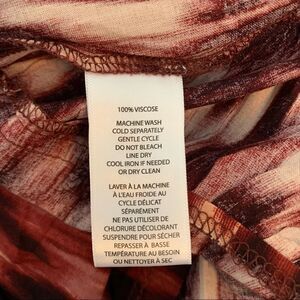 100% VISCOSE
MACHINE WASH
COLD SEPARATELY
GENTLE CYCLE
DO NOT BLEACH
LINE DRY
COOL IRON IF NEEDED
OR DRY CLEAN
LAVER À LA MACHINE
À L'EAU FROIDE AU
CYCLE DÉLICAT
SÉPARÉMENT
NE PAS UTILISER DE
CHLORURE DÉCOLORANT
SUSPENDRE POUR SÉCHER
REPASSER À BASSE
TEMPÉRATURE AU BESOIN
OU NETTOYER À SEC